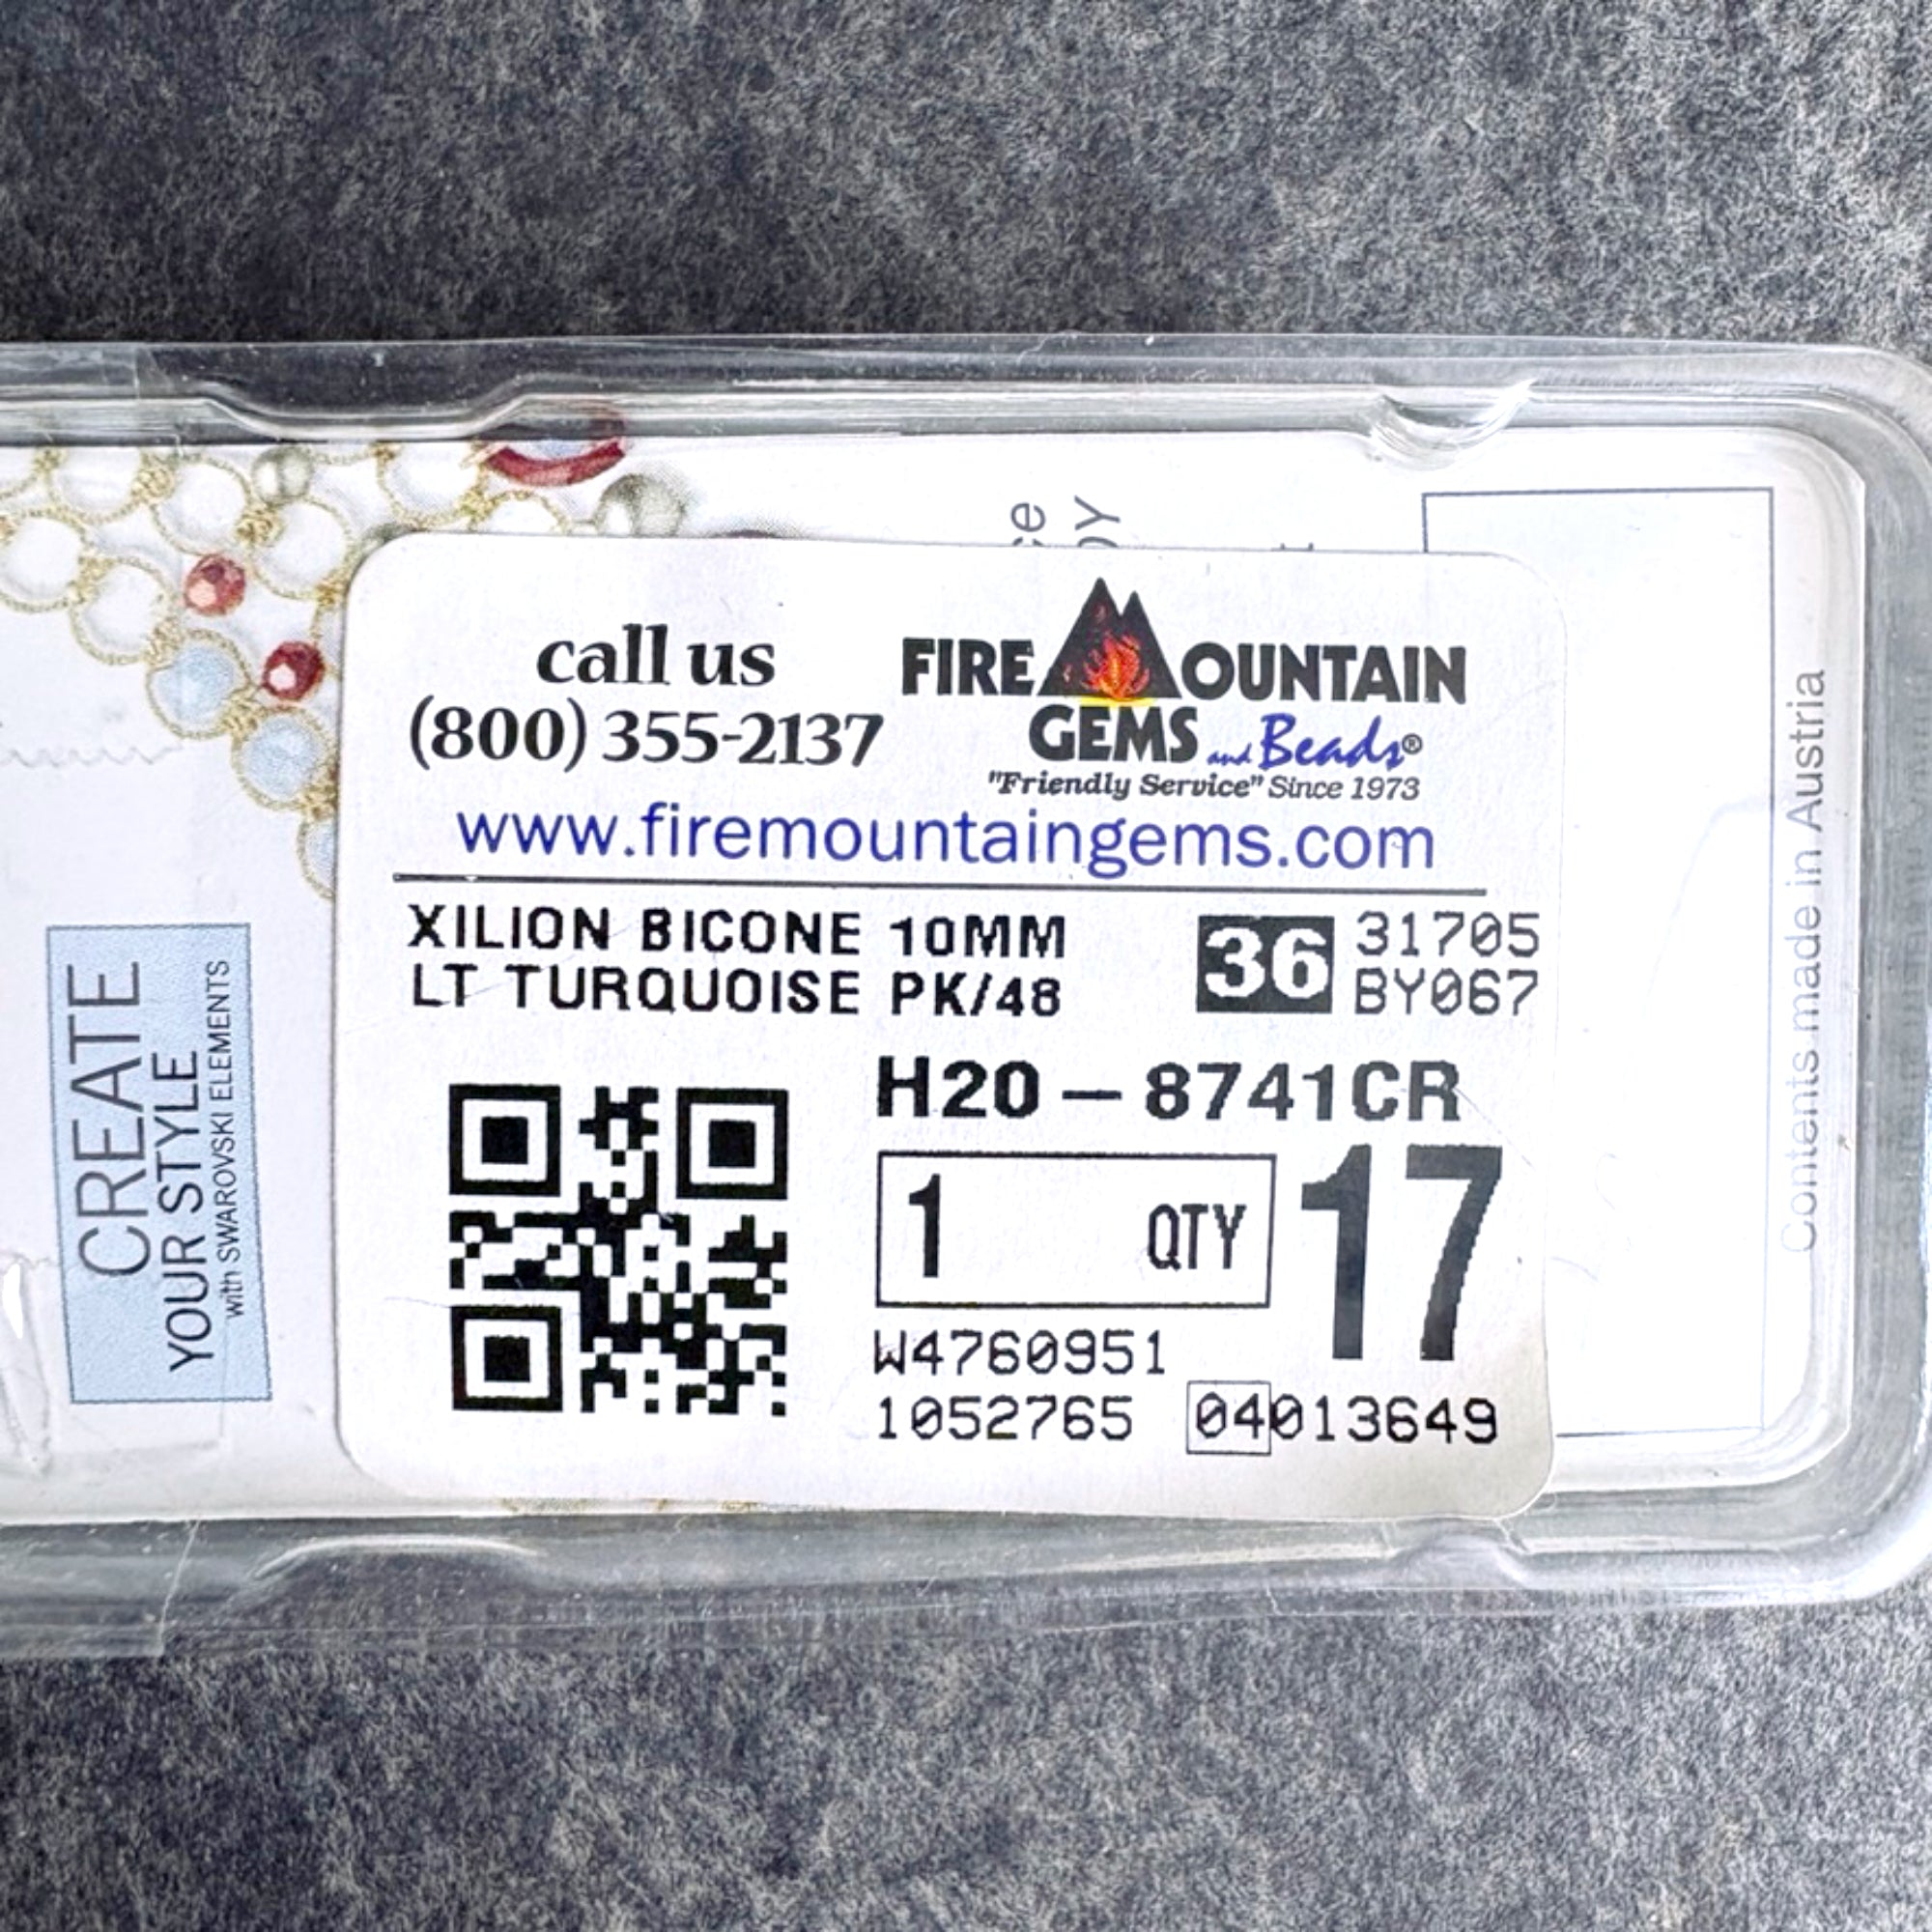 call us
(800) 355-2137
FIRE MOUNTAIN
GEMS and Beads®
"Friendly Service" Since 1973
www.firemountaingems.com
XILION BICONE 10MM
LT TURQUOISE PK/48
36
31705
BY067
H20-8741CR
1 QTY
17
W4760951
1052765 04013649
CREATE
YOUR STYLE
with SWAROVSKI ELEMENTS
Contents made in Austria